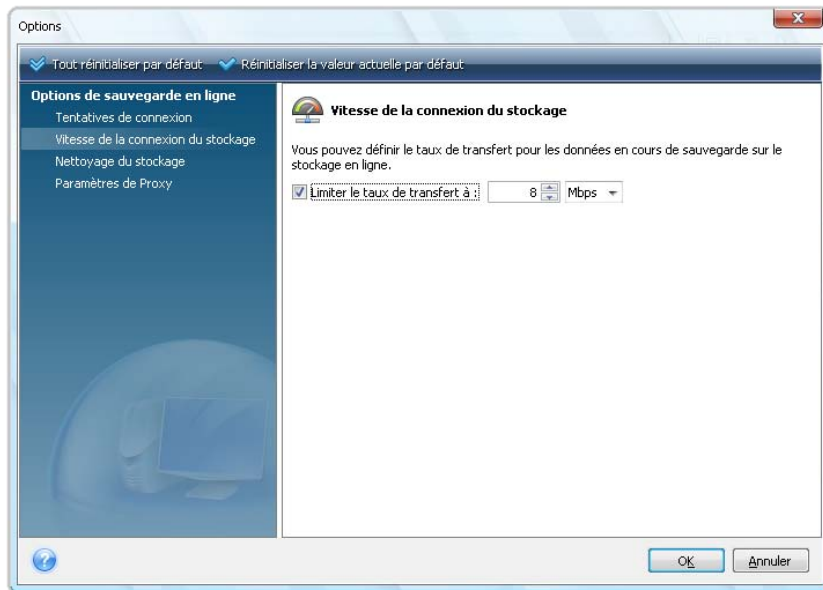 Options
Tout réinitialiser par défaut Réinitialiser la valeur actuelle par défaut
Options de sauvegarde en ligne
Tentatives de connexion
Vitesse de la connexion du stockage
Nettoyage du stockage
Paramètres de Proxy
Vitesse de la connexion du stockage
Vous pouvez définir le taux de transfert pour les données en cours de sauvegarde sur le
stockage en ligne.
Limiter le taux de transfert à : 8 Mbps
OK Annuler